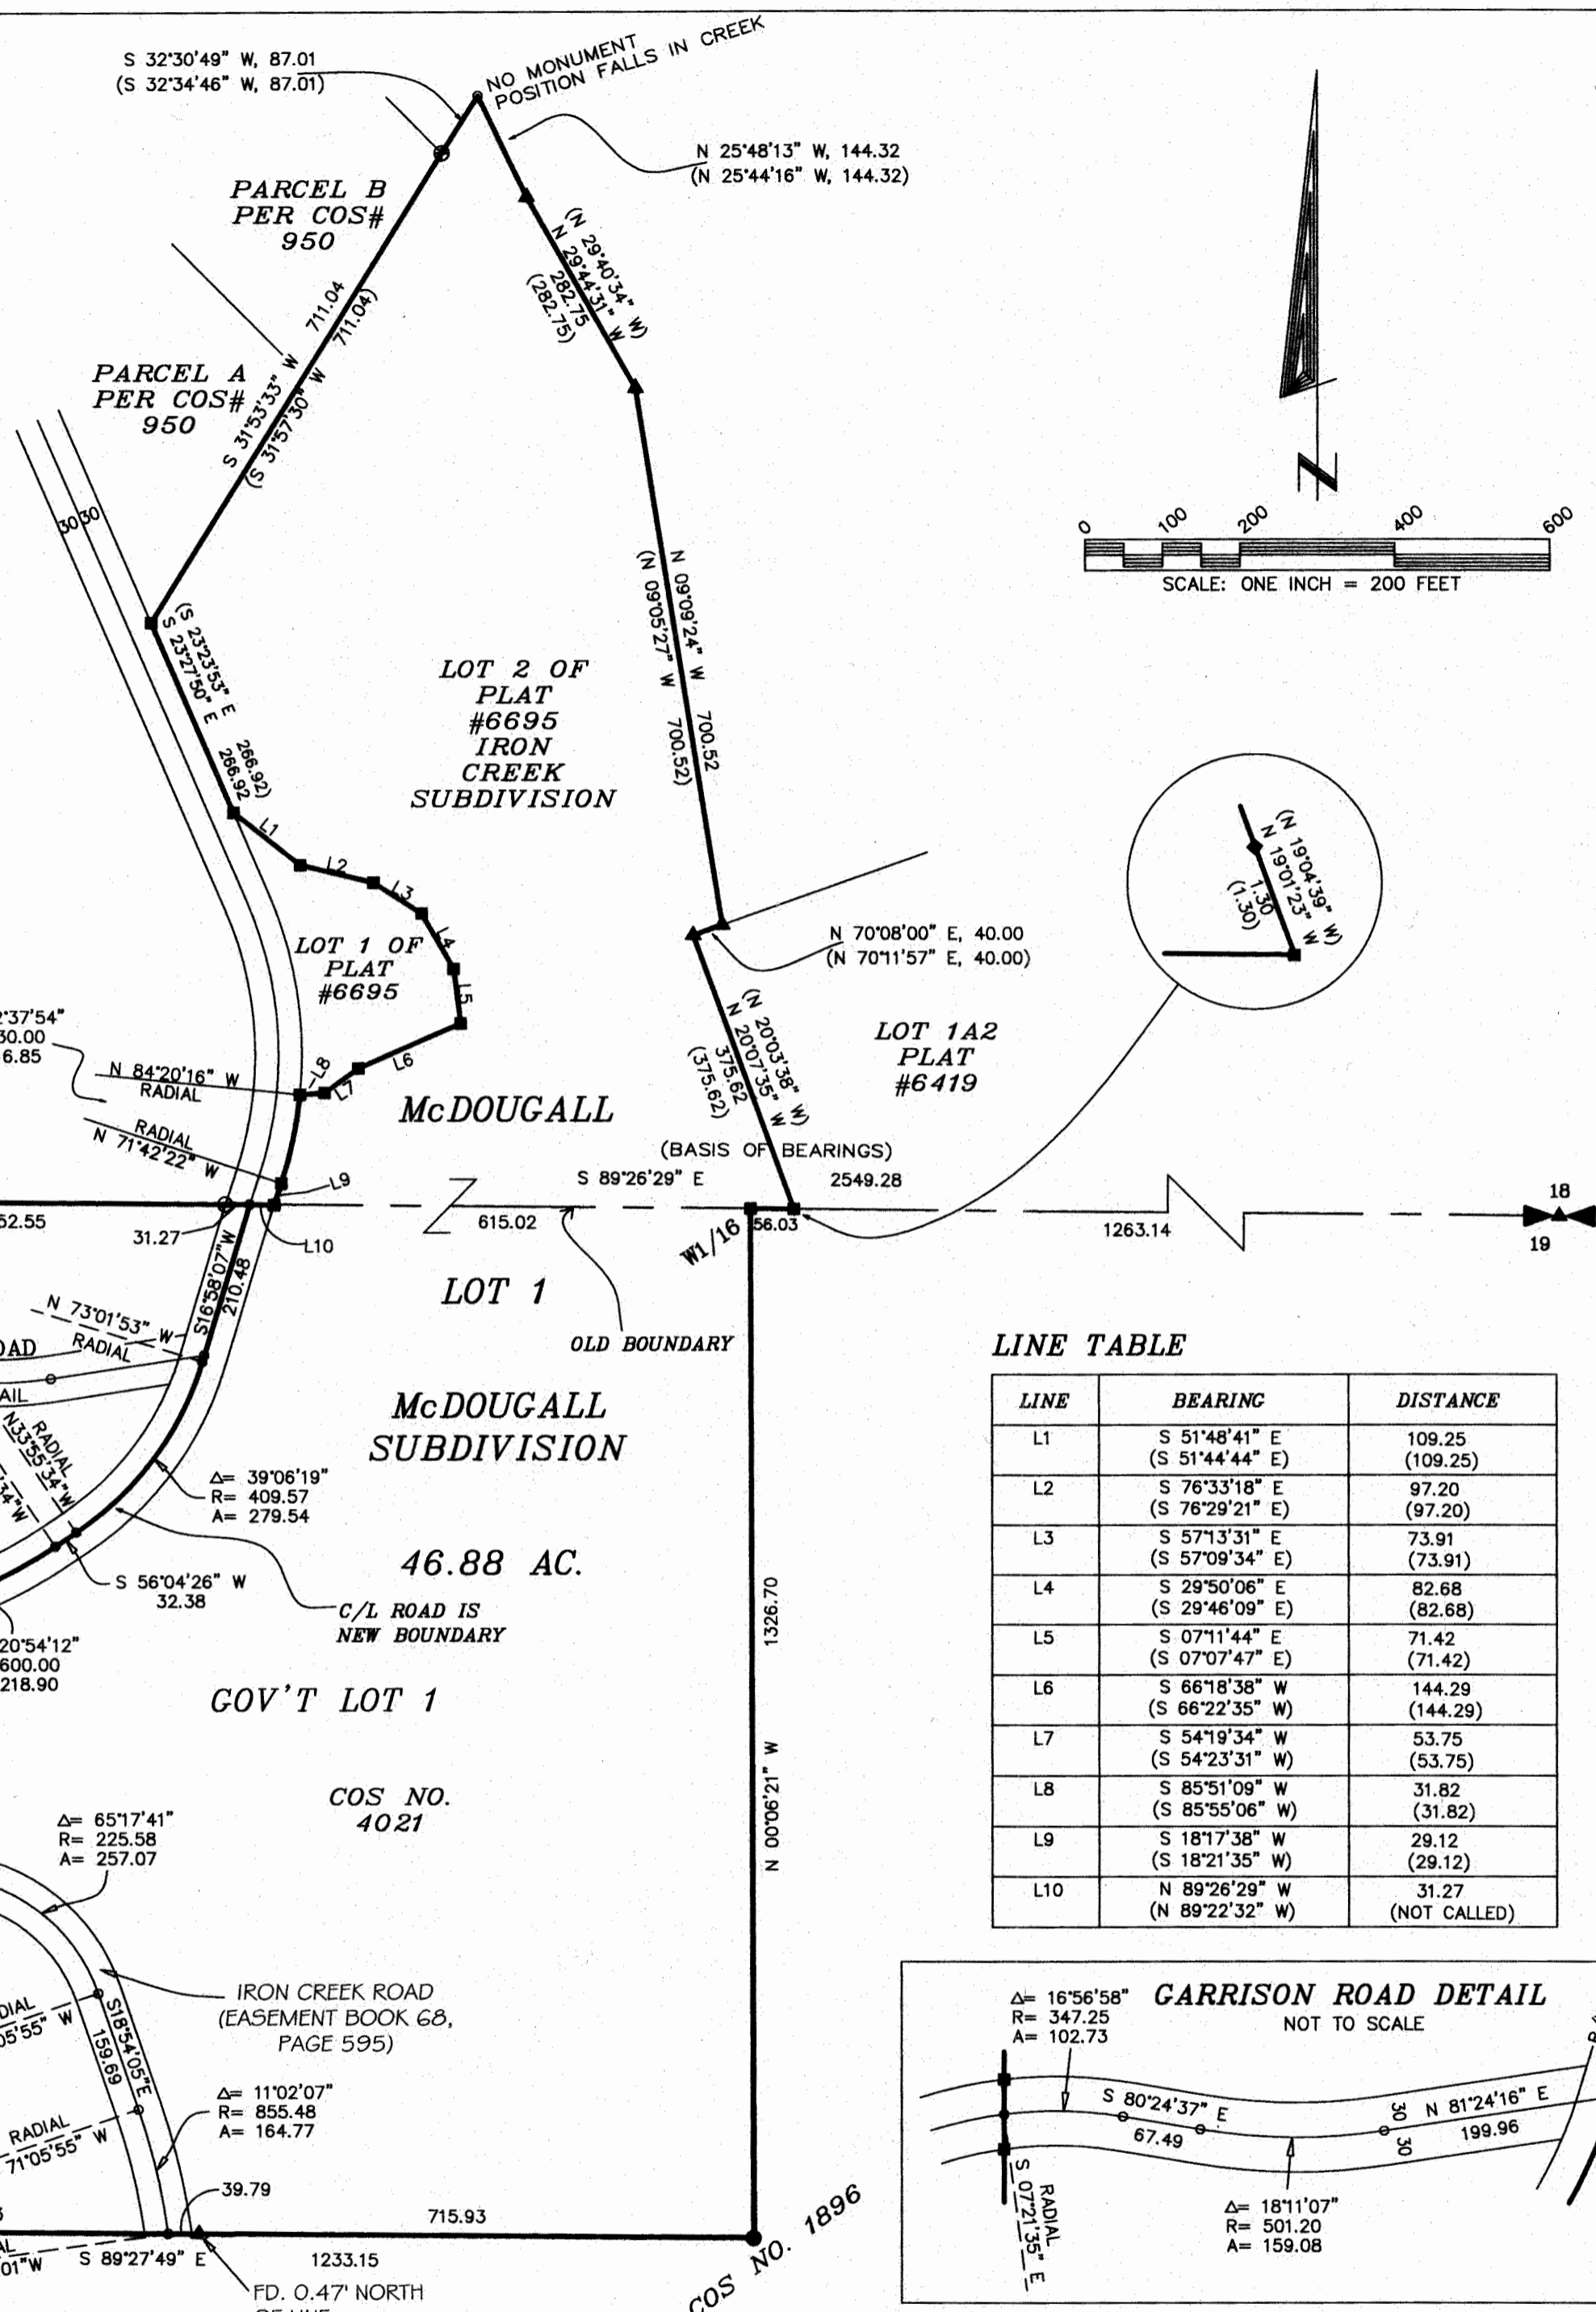 S 32°30'49" W, 87.01
(S 32°34'46" W, 87.01)
NO MONUMENT
POSITION FALLS IN CREEK
N 25°48'13" W, 144.32
(N 25°44'16" W, 144.32)
PARCEL B
PER COS#
950
(N 29°40'34" W)
N 29°44'31" W
282.75
(282.75)
711.04
711.04)
S 31°53'33" W
(S 31°57'30" W
PARCEL A
PER COS#
950
30 30
N
0 100 200 400 600
SCALE: ONE INCH = 200 FEET
(S 23°23'53" E 266.92)
S 23°27'50" E 266.92
N 09°09'24" W 700.52
(N 09°05'27" W 700.52)
LOT 2 OF
PLAT
#6695
IRON
CREEK
SUBDIVISION
L1
L2
L3
L4
L5
L6
L7
L8
LOT 1 OF
PLAT
#6695
(N 19°04'39" W)
N 19°01'23" W
1.30
(1.30)
N 70°08'00" E, 40.00
(N 70°11'57" E, 40.00)
(N 20°03'38" W)
N 20°07'35" W
375.62
(375.62)
LOT 1A2
PLAT
#6419
2°37'54"
30.00
6.85
N 84°20'16" W
RADIAL
RADIAL
N 71°42'22" W
McDOUGALL
(BASIS OF BEARINGS)
S 89°26'29" E 2549.28
L9
52.55
31.27
L10
615.02
W1/16
56.03
1263.14
18
19
S16°58'07"W
210.48
LOT 1
OLD BOUNDARY
N 73°01'53" W
RADIAL
OAD
AIL
McDOUGALL
SUBDIVISION
RADIAL
N33°55'34"W
34"W
Δ= 39°06'19"
R= 409.57
A= 279.54
46.88 AC.
S 56°04'26" W
32.38
C/L ROAD IS
NEW BOUNDARY
20°54'12"
600.00
218.90
GOV'T LOT 1
1326.70
N 00°06'21" W
COS NO.
4021
LINE TABLE
LINE BEARING DISTANCE
L1 S 51°48'41" E 109.25
(S 51°44'44" E) (109.25)
L2 S 76°33'18" E 97.20
(S 76°29'21" E) (97.20)
L3 S 57°13'31" E 73.91
(S 57°09'34" E) (73.91)
L4 S 29°50'06" E 82.68
(S 29°46'09" E) (82.68)
L5 S 07°11'44" E 71.42
(S 07°07'47" E) (71.42)
L6 S 66°18'38" W 144.29
(S 66°22'35" W) (144.29)
L7 S 54°19'34" W 53.75
(S 54°23'31" W) (53.75)
L8 S 85°51'09" W 31.82
(S 85°55'06" W) (31.82)
L9 S 18°17'38" W 29.12
(S 18°21'35" W) (29.12)
L10 N 89°26'29" W 31.27
(N 89°22'32" W) (NOT CALLED)
Δ= 65°17'41"
R= 225.58
A= 257.07
IRON CREEK ROAD
(EASEMENT BOOK 68,
PAGE 595)
DIAL
05'55" W
S18°54'05"E
159.69
Δ= 11°02'07"
R= 855.48
A= 164.77
RADIAL
71°05'55" W
39.79
715.93
01"W
S 89°27'49" E 1233.15
FD. 0.47' NORTH
COS NO. 1896
GARRISON ROAD DETAIL
NOT TO SCALE
Δ= 16°56'58"
R= 347.25
A= 102.73
S 80°24'37" E
67.49
30
30
N 81°24'16" E
199.96
RADIAL
S 07°21'35" E
Δ= 18°11'07"
R= 501.20
A= 159.08